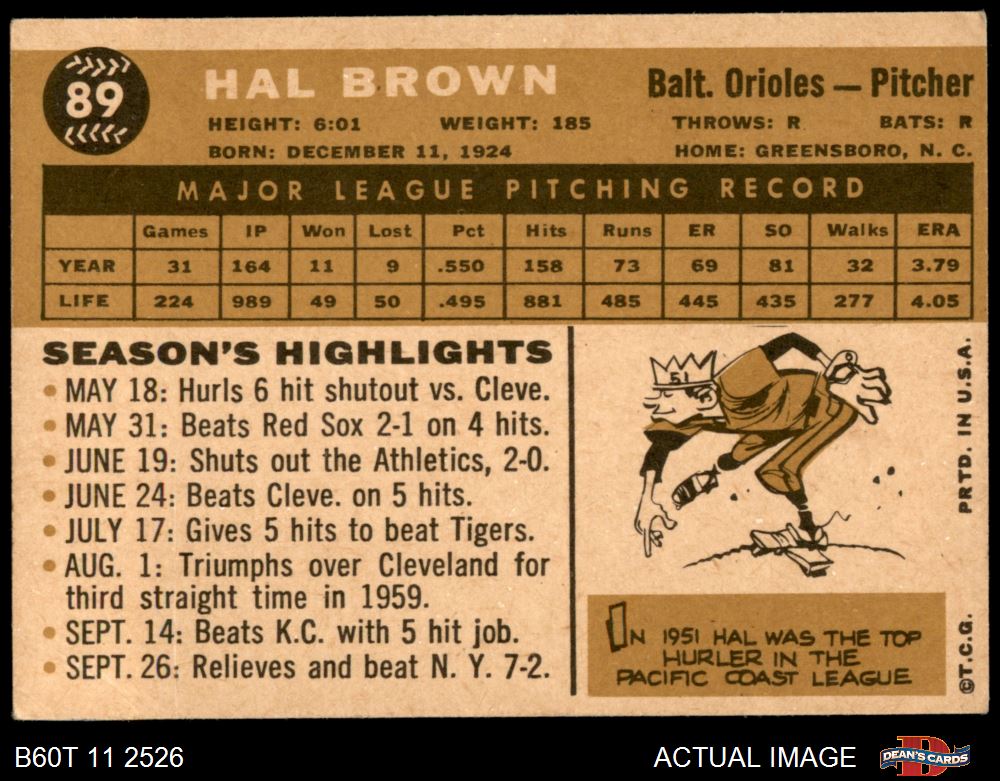 89
HAL BROWN
Balt. Orioles — Pitcher
HEIGHT: 6:01 WEIGHT: 185 THROWS: R BATS: R
BORN: DECEMBER 11, 1924 HOME: GREENSBORO, N. C.
MAJOR LEAGUE PITCHING RECORD
Games IP Won Lost Pct Hits Runs ER SO Walks ERA
YEAR 31 164 11 9 .550 158 73 69 81 32 3.79
LIFE 224 989 49 50 .495 881 485 445 435 277 4.05
SEASON'S HIGHLIGHTS
• MAY 18: Hurls 6 hit shutout vs. Cleve.
• MAY 31: Beats Red Sox 2-1 on 4 hits.
• JUNE 19: Shuts out the Athletics, 2-0.
• JUNE 24: Beats Cleve. on 5 hits.
• JULY 17: Gives 5 hits to beat Tigers.
• AUG. 1: Triumphs over Cleveland for
third straight time in 1959.
• SEPT. 14: Beats K.C. with 5 hit job.
• SEPT. 26: Relieves and beat N. Y. 7-2.
51
IN 1951 HAL WAS THE TOP
HURLER IN THE
PACIFIC COAST LEAGUE
PRTD. IN U.S.A.
©T.C.G.
B60T 11 2526
ACTUAL IMAGE
DEAN'S CARDS